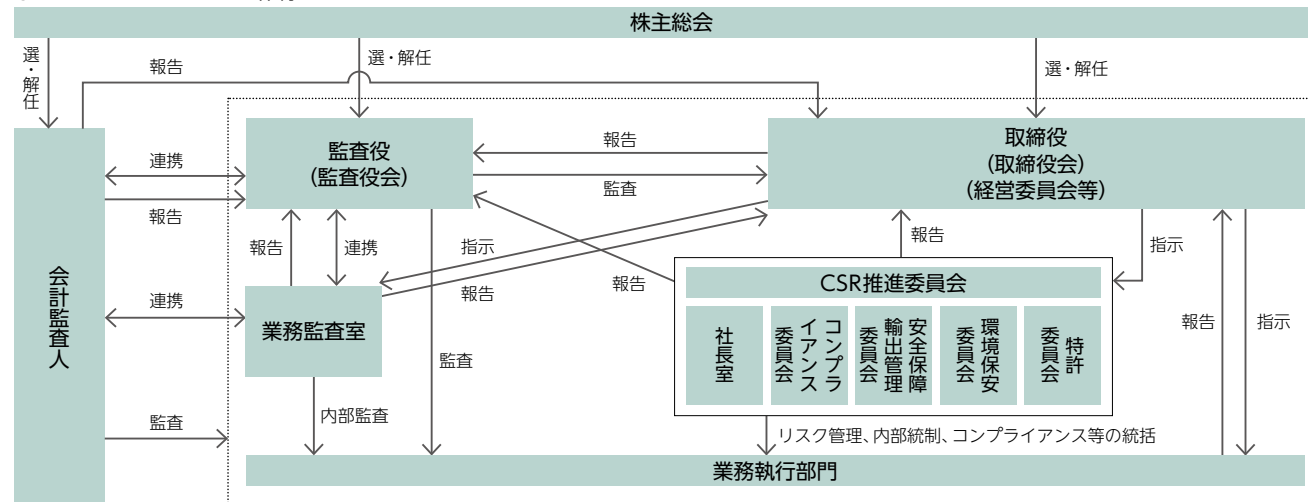 株主総会
選・解任
報告
選・解任
選・解任
会計監査人
連携
報告
監査役
(監査役会)
報告
監査
取締役
(取締役会)
(経営委員会等)
報告
連携
指示
報告
報告
報告
指示
連携
業務監査室
CSR推進委員会
社長室
コンプラ
イアンス
委員会
安全保障
輸出管理
委員会
環境保安
委員会
特許
委員会
報告
指示
監査
内部監査
監査
リスク管理、内部統制、コンプライアンス等の統括
業務執行部門